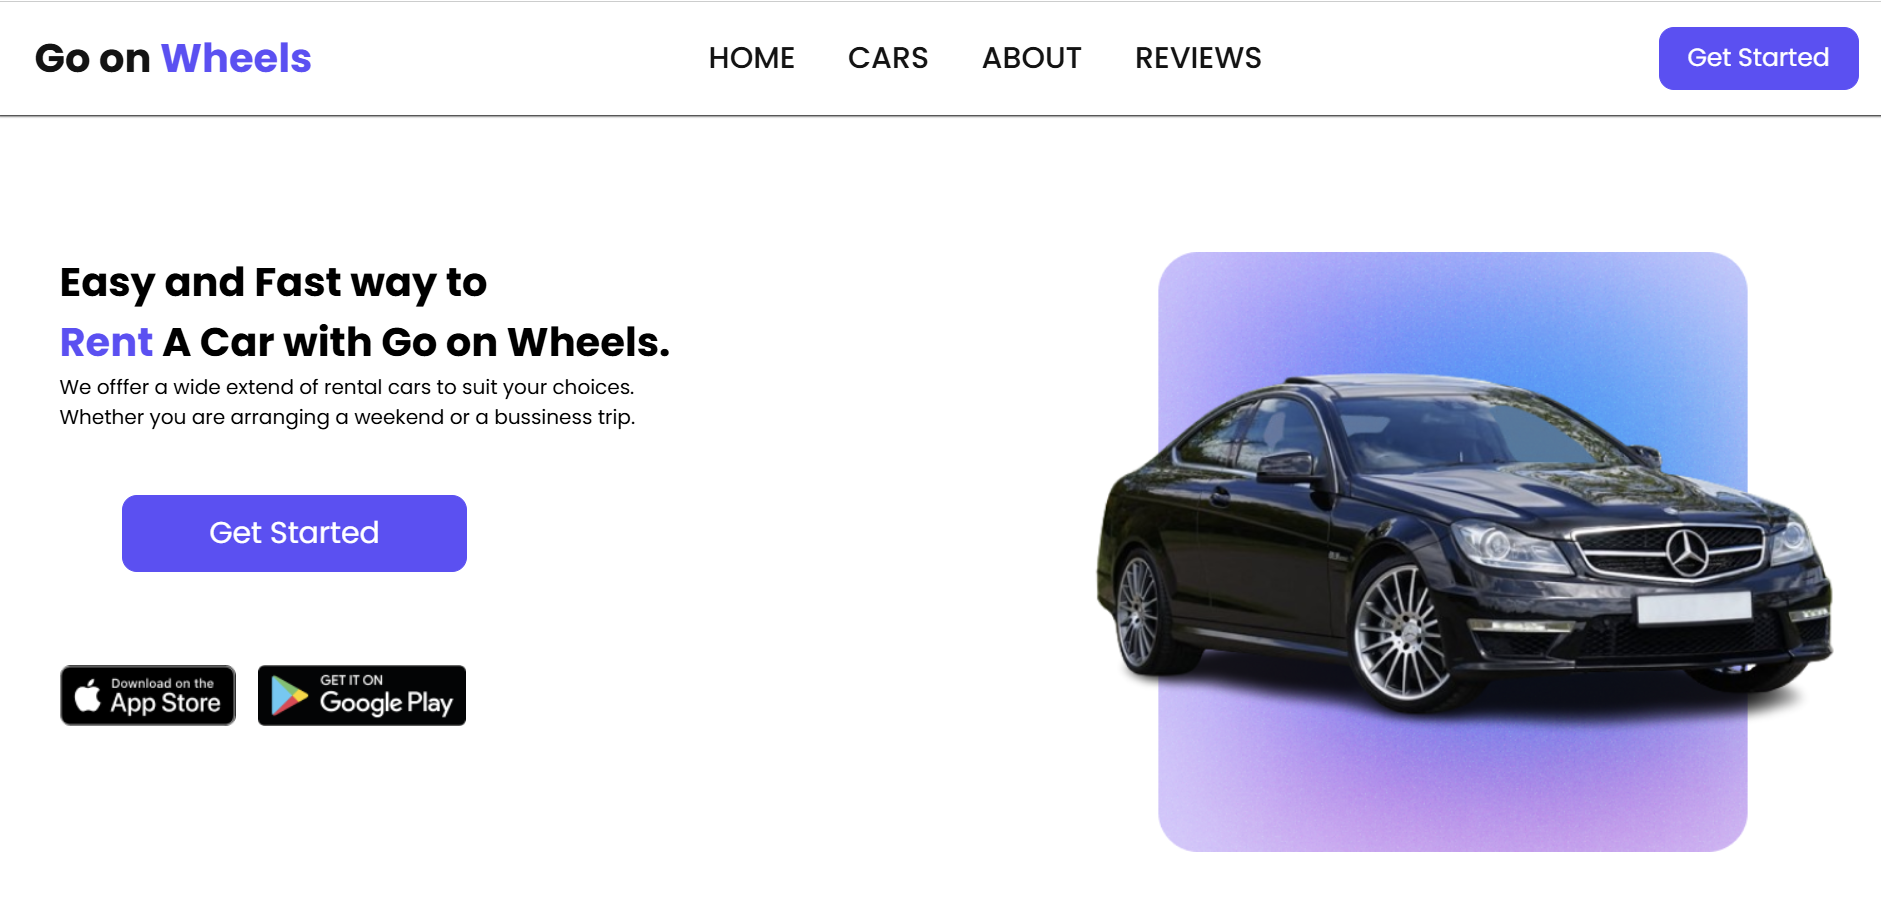 Go on Wheels
HOME CARS ABOUT REVIEWS
Get Started
Easy and Fast way to
Rent A Car with Go on Wheels.
We offfer a wide extend of rental cars to suit your choices.
Whether you are arranging a weekend or a bussiness trip.
Get Started
Download on the
App Store
GET IT ON
Google Play